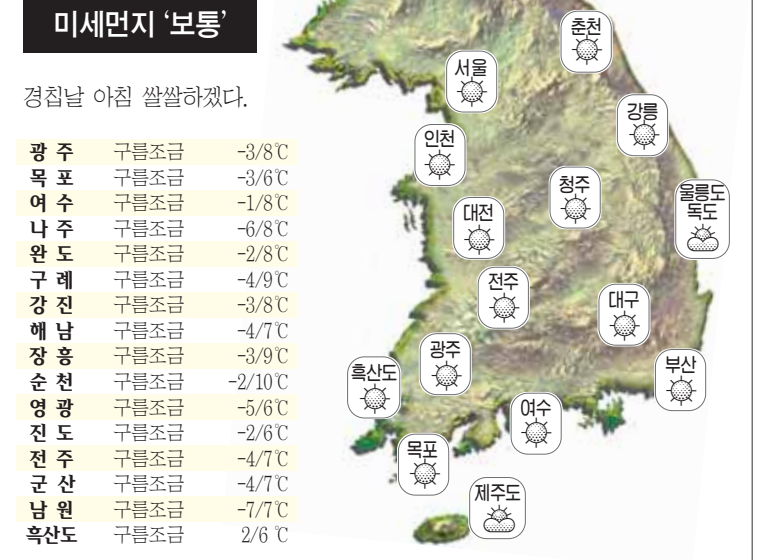 미세먼지 '보통'
경칩날 아침 쌀쌀하겠다.
광 주 구름조금 -3/8℃
목 포 구름조금 -3/6℃
여 수 구름조금 -1/8℃
나 주 구름조금 -6/8℃
완 도 구름조금 -2/8℃
구 례 구름조금 -4/9℃
강 진 구름조금 -3/8℃
해 남 구름조금 -4/7℃
장 흥 구름조금 -3/9℃
순 천 구름조금 -2/10℃
영 광 구름조금 -5/6℃
진 도 구름조금 -2/6℃
전 주 구름조금 -4/7℃
군 산 구름조금 -4/7℃
남 원 구름조금 -7/7℃
흑산도 구름조금 2/6 ℃
춘천
서울
강릉
인천
청주
울릉도
독도
대전
전주
대구
광주
부산
흑산도
여수
목포
제주도